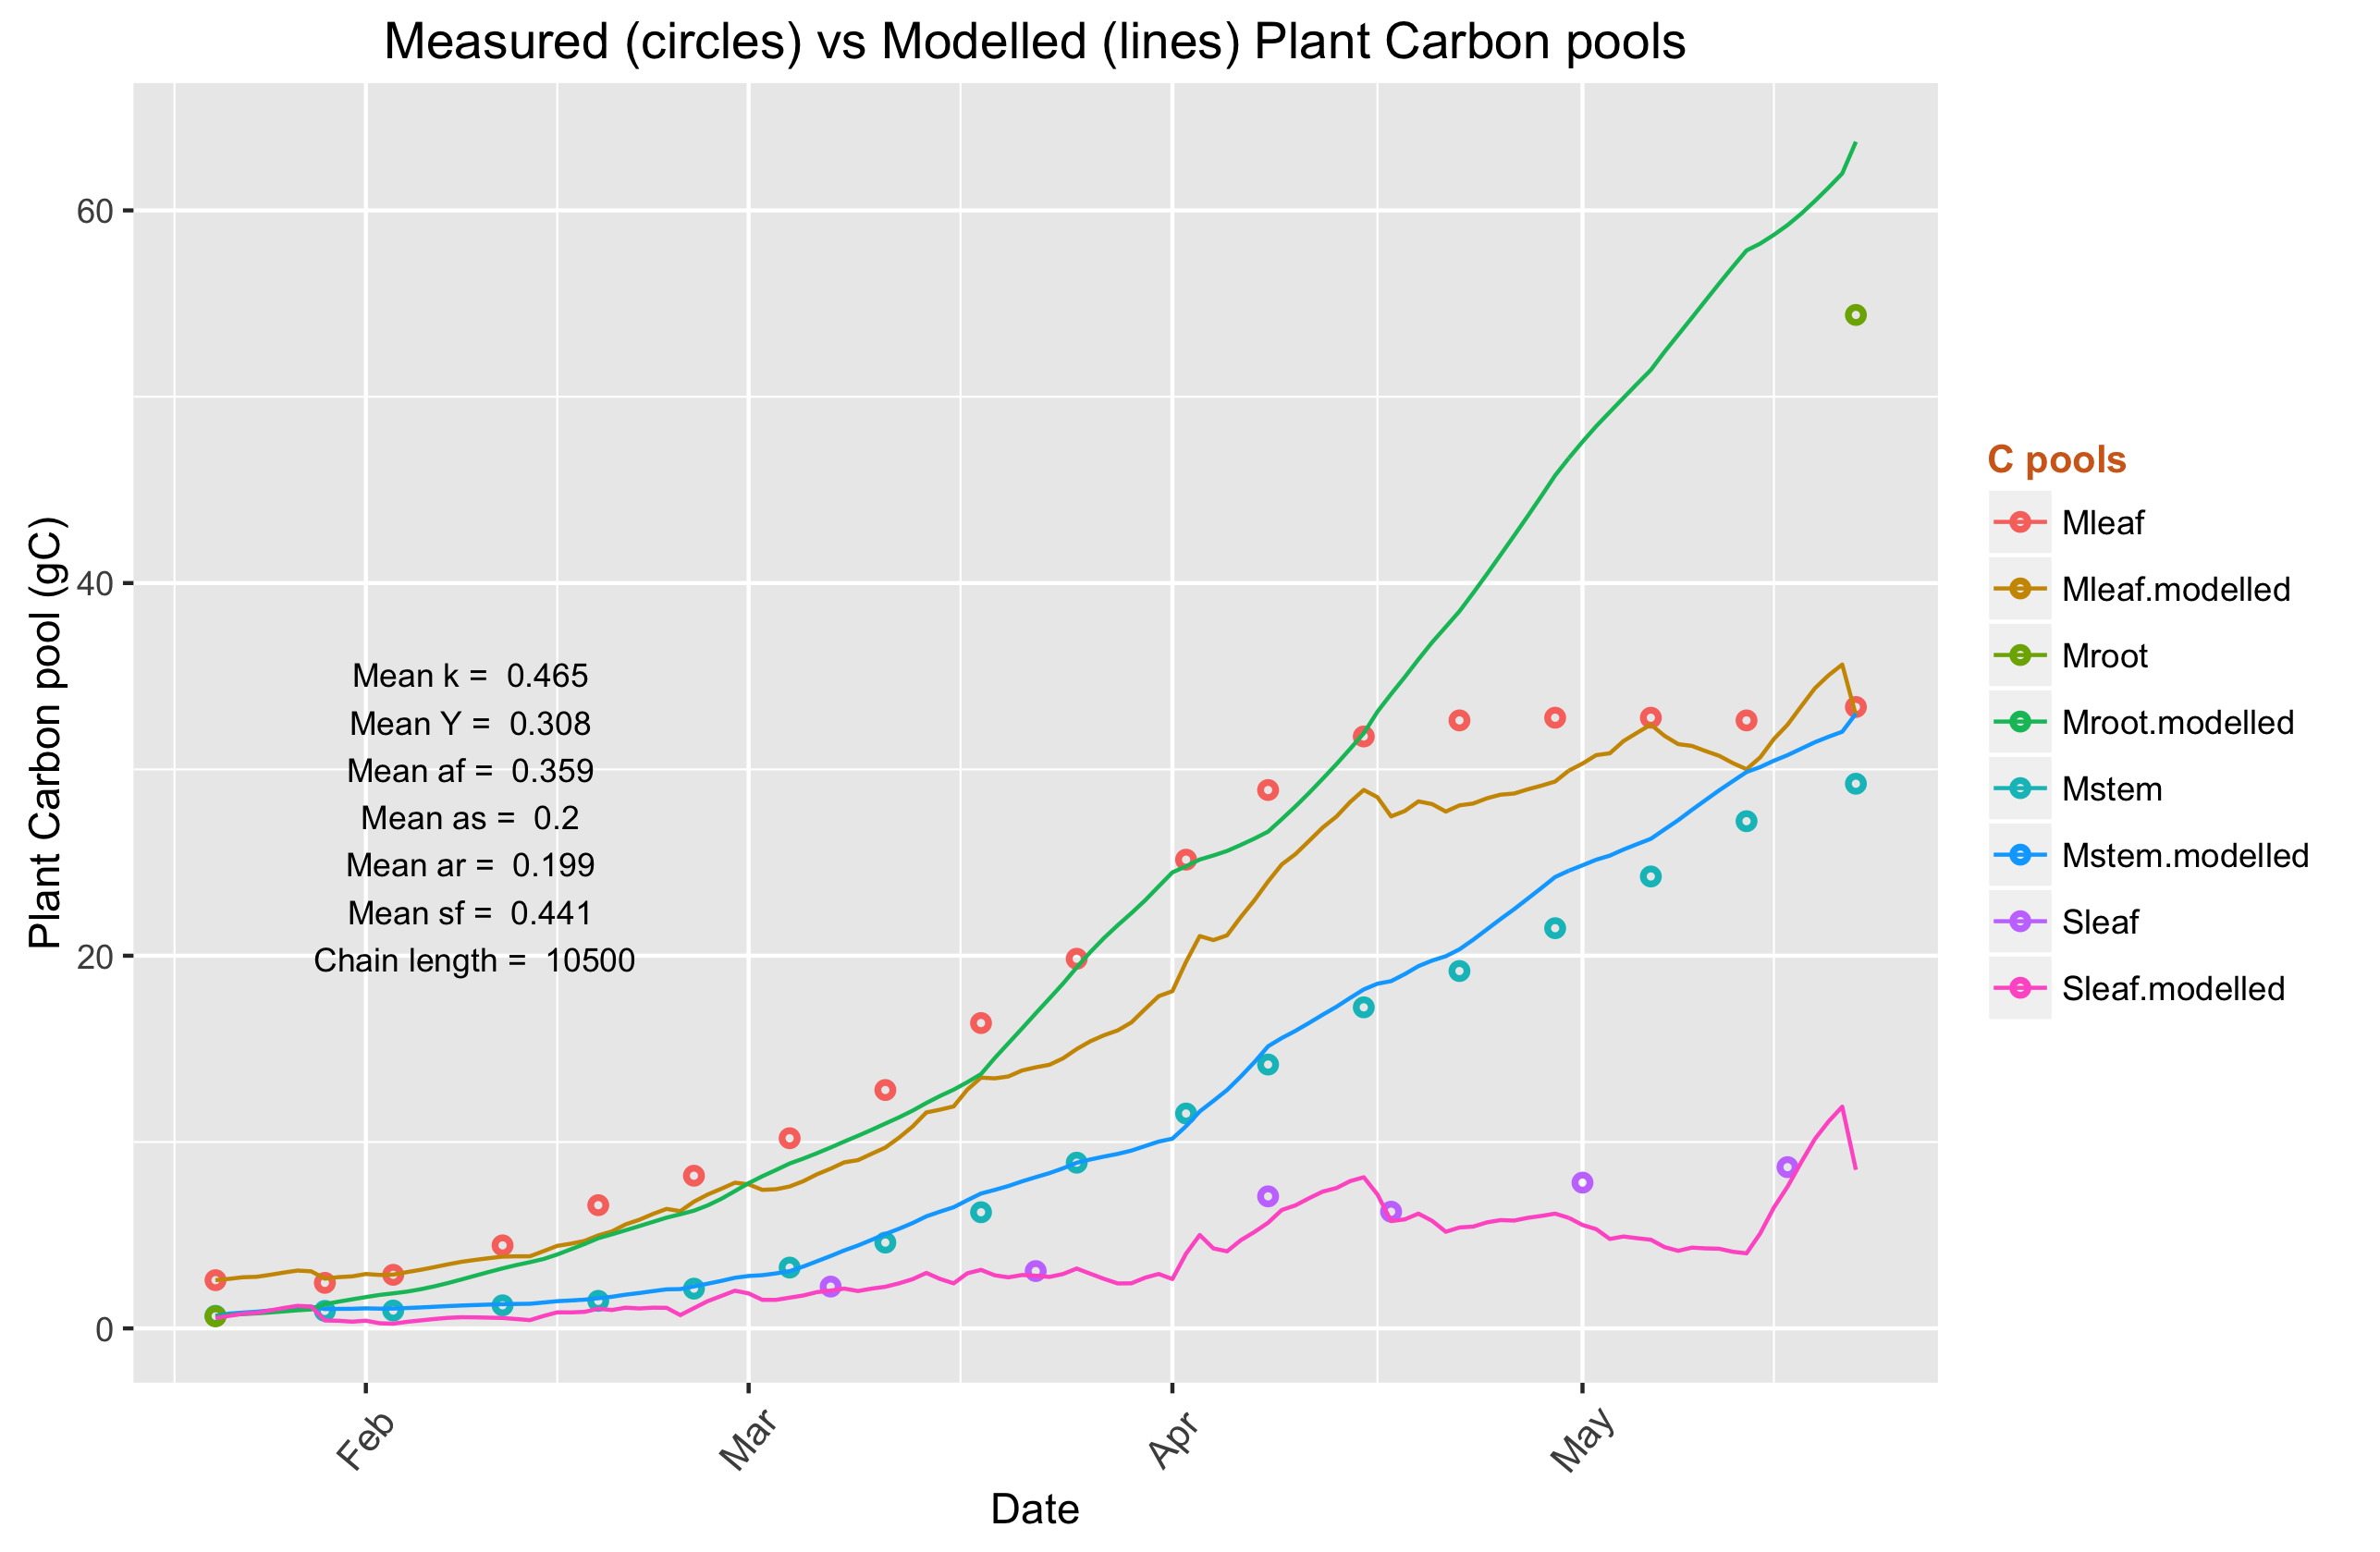 Measured (circles) vs Modelled (lines) Plant Carbon pools
Plant Carbon pool (gC)
60
40
20
0
Mean k = 0.465
Mean Y = 0.308
Mean af = 0.359
Mean as = 0.2
Mean ar = 0.199
Mean sf = 0.441
Chain length = 10500
Feb
Mar
Apr
May
Date
C pools
Mleaf
Mleaf.modelled
Mroot
Mroot.modelled
Mstem
Mstem.modelled
Sleaf
Sleaf.modelled